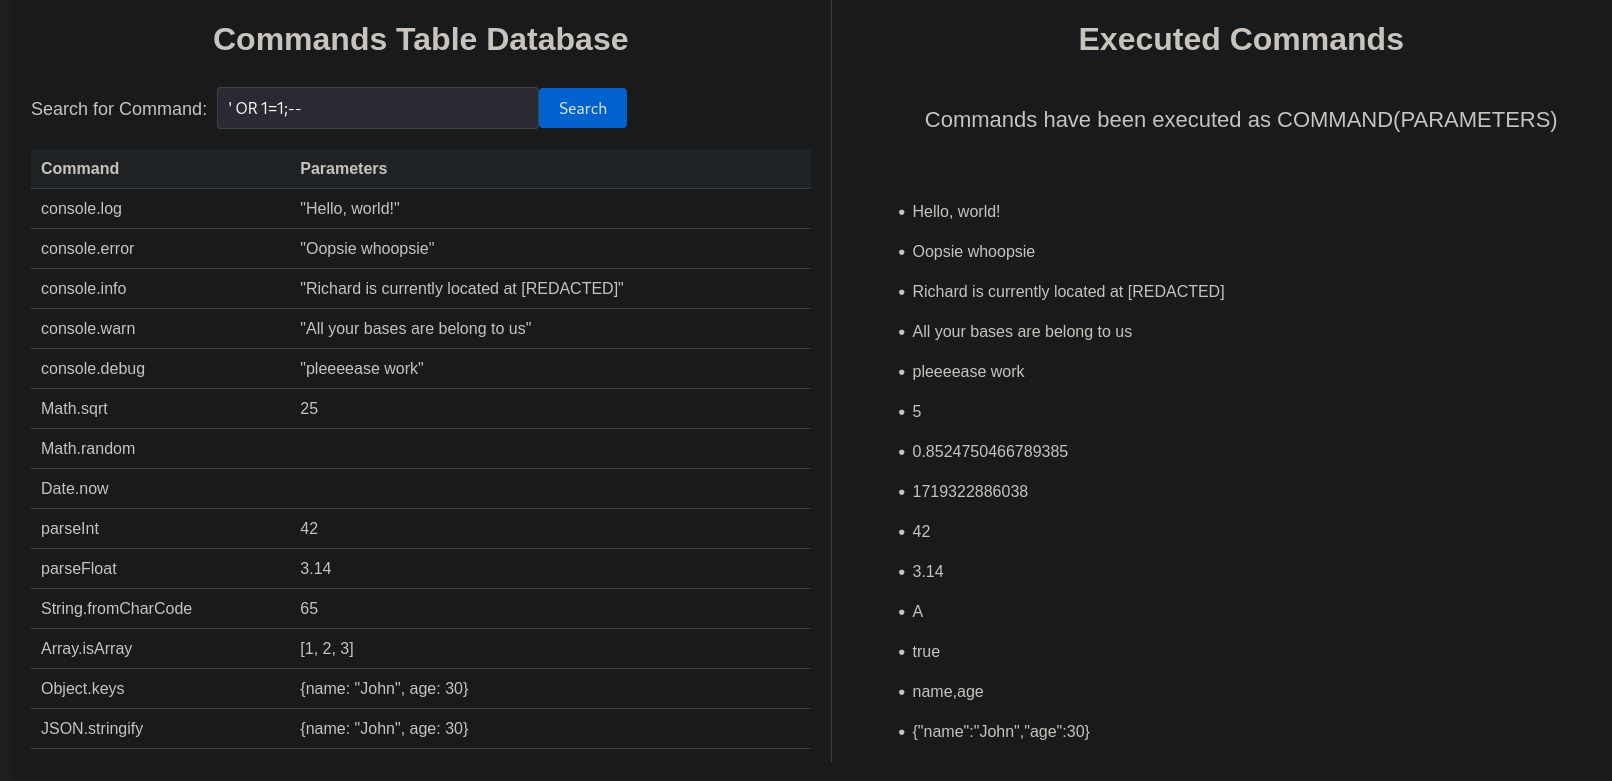 Commands Table Database
Search for Command: ' OR 1=1;-- Search
Command Parameters
console.log "Hello, world!"
console.error "Oopsie whoopsie"
console.info "Richard is currently located at [REDACTED]"
console.warn "All your bases are belong to us"
console.debug "pleeeease work"
Math.sqrt 25
Math.random
Date.now
parseInt 42
parseFloat 3.14
String.fromCharCode 65
Array.isArray [1, 2, 3]
Object.keys {name: "John", age: 30}
JSON.stringify {name: "John", age: 30}
Executed Commands
Commands have been executed as COMMAND(PARAMETERS)
• Hello, world!
• Oopsie whoopsie
• Richard is currently located at [REDACTED]
• All your bases are belong to us
• pleeeease work
• 5
• 0.8524750466789385
• 1719322886038
• 42
• 3.14
• A
• true
• name,age
• {"name":"John","age":30}